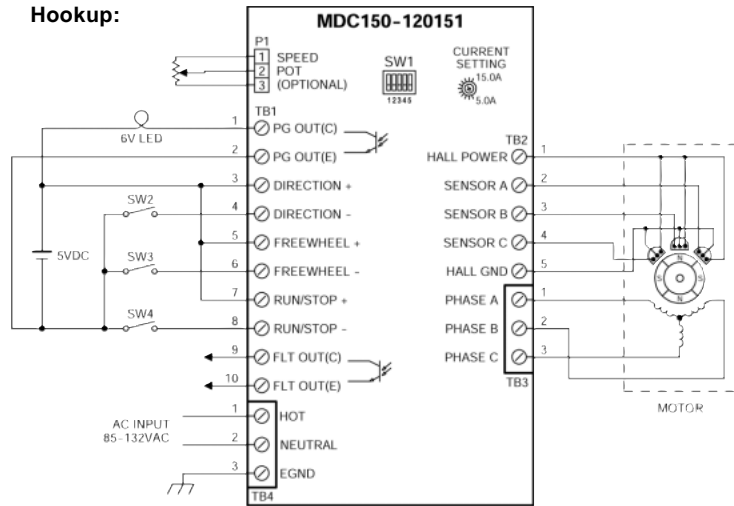 Hookup:
MDC150-120151
P1
1 SPEED
2 POT
3 (OPTIONAL)
SW1
12345
CURRENT
SETTING
15.0A
5.0A
TB1
1 PG OUT(C)
6V LED
2 PG OUT(E)
3 DIRECTION +
SW2
4 DIRECTION -
5 FREEWHEEL +
5VDC
SW3
6 FREEWHEEL -
7 RUN/STOP +
SW4
8 RUN/STOP -
9 FLT OUT(C)
10 FLT OUT(E)
AC INPUT
85-132VAC
1 HOT
2 NEUTRAL
3 EGND
TB4
TB2
HALL POWER 1
SENSOR A 2
SENSOR B 3
SENSOR C 4
HALL GND 5
PHASE A 1
PHASE B 2
PHASE C 3
TB3
N
S
S
N
MOTOR